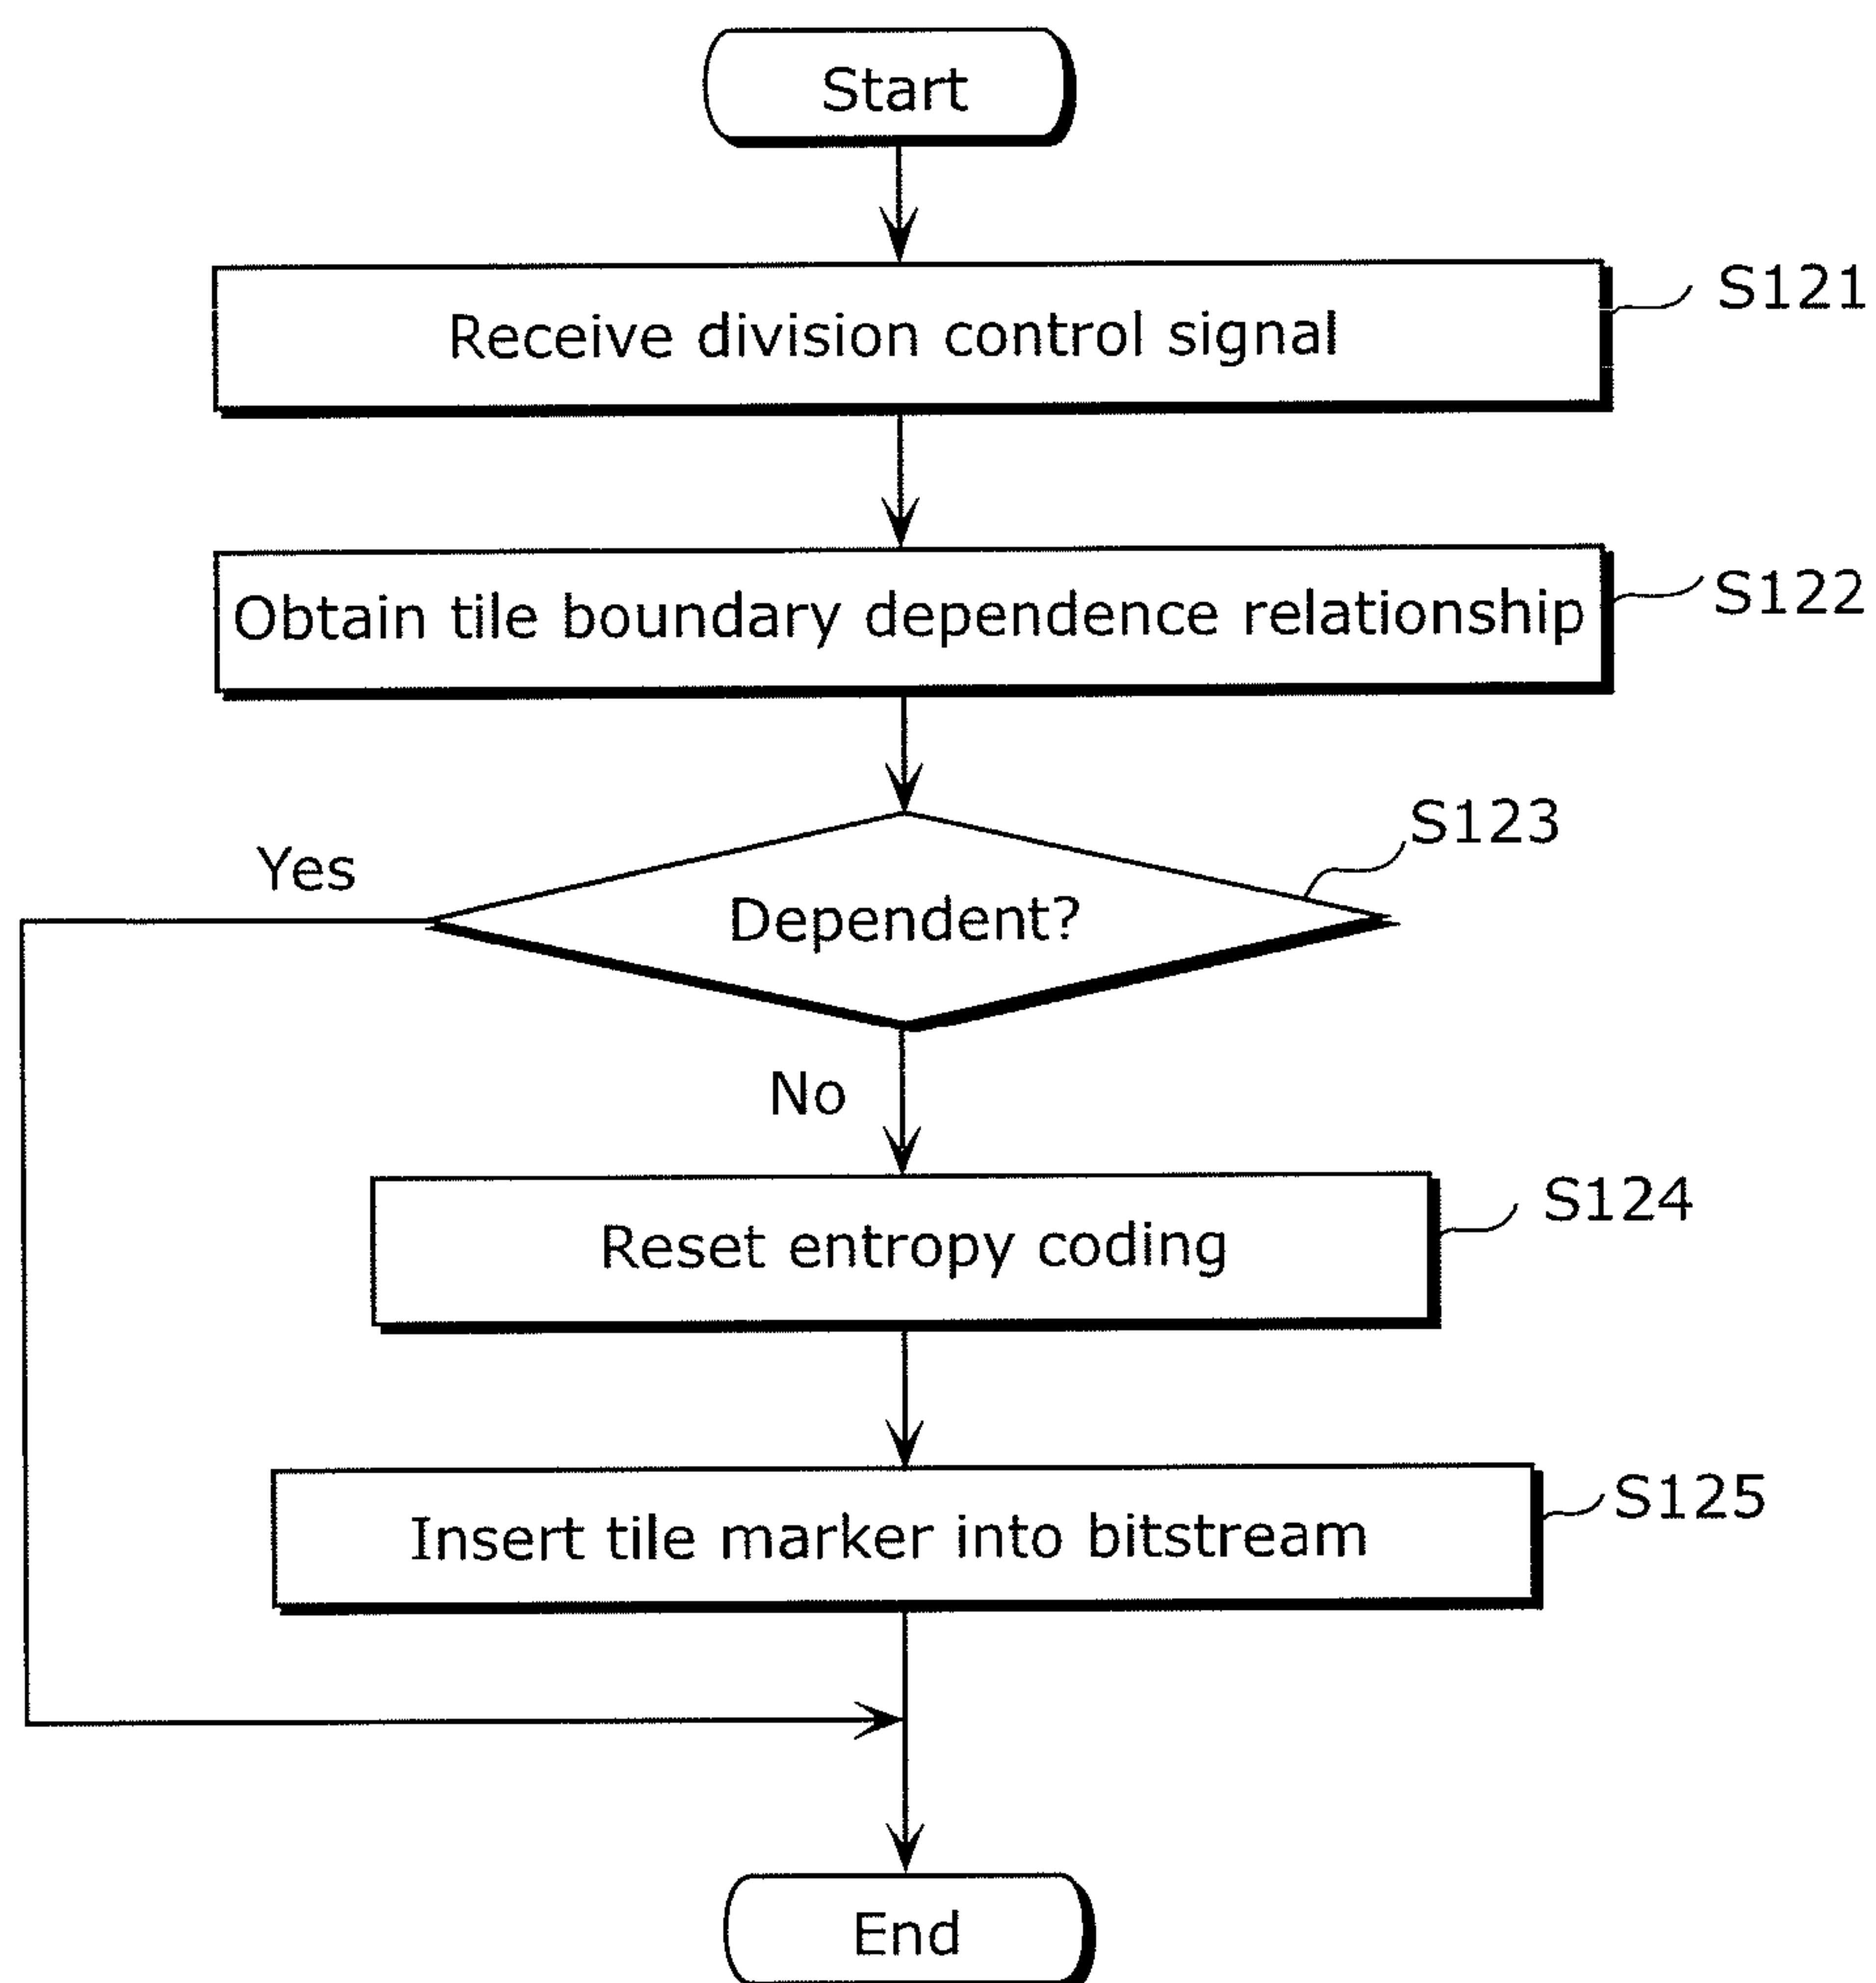 Start
Receive division control signal
S121
Obtain tile boundary dependence relationship
S122
S123
Yes
Dependent?
No
Reset entropy coding
S124
Insert tile marker into bitstream
S125
End